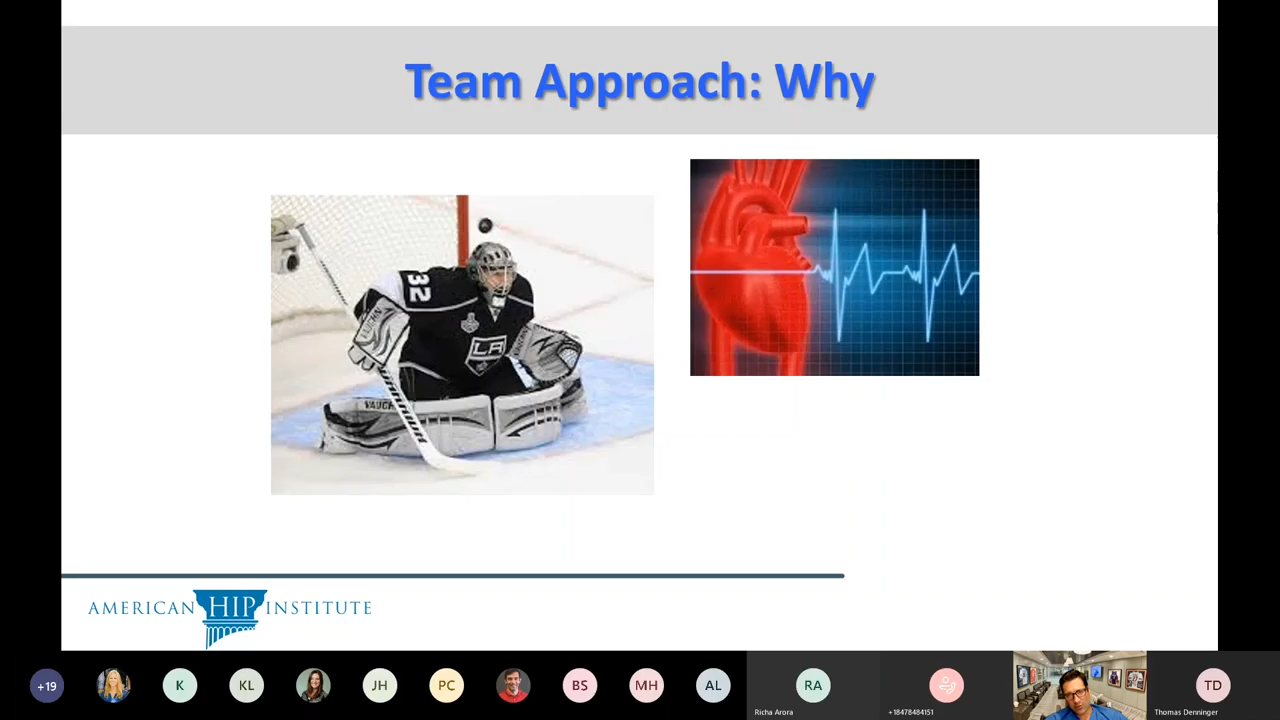 Team Approach: Why
32
LA
VAUGHN
AMERICAN HIP INSTITUTE
+19
K
KL
JH
PC
BS
MH
AL
RA
TD
Richa Arora
+18478484151
Thomas Denninger